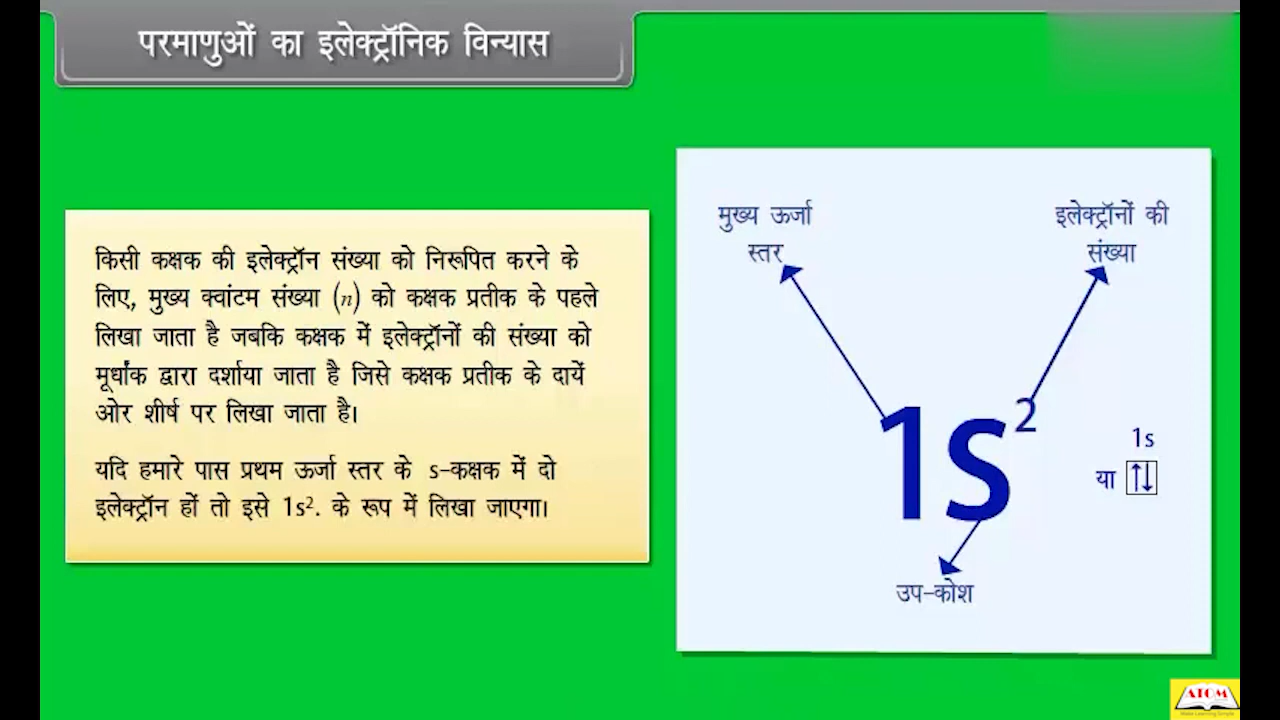 परमाणुओं का इलेक्ट्रॉनिक विन्यास
किसी कक्षक की इलेक्ट्रॉन संख्या को निरूपित करने के
लिए, मुख्य क्वांटम संख्या (n) को कक्षक प्रतीक के पहले
लिखा जाता है जबकि कक्षक में इलेक्ट्रॉनों की संख्या को
मूर्धांक द्वारा दर्शाया जाता है जिसे कक्षक प्रतीक के दायें
ओर शीर्ष पर लिखा जाता है।
यदि हमारे पास प्रथम ऊर्जा स्तर के s-कक्षक में दो
इलेक्ट्रॉन हों तो इसे 1s². के रूप में लिखा जाएगा।
मुख्य ऊर्जा
स्तर
इलेक्ट्रॉनों की
संख्या
1s²
1s
या ↑↓
उप-कोश
ATOM